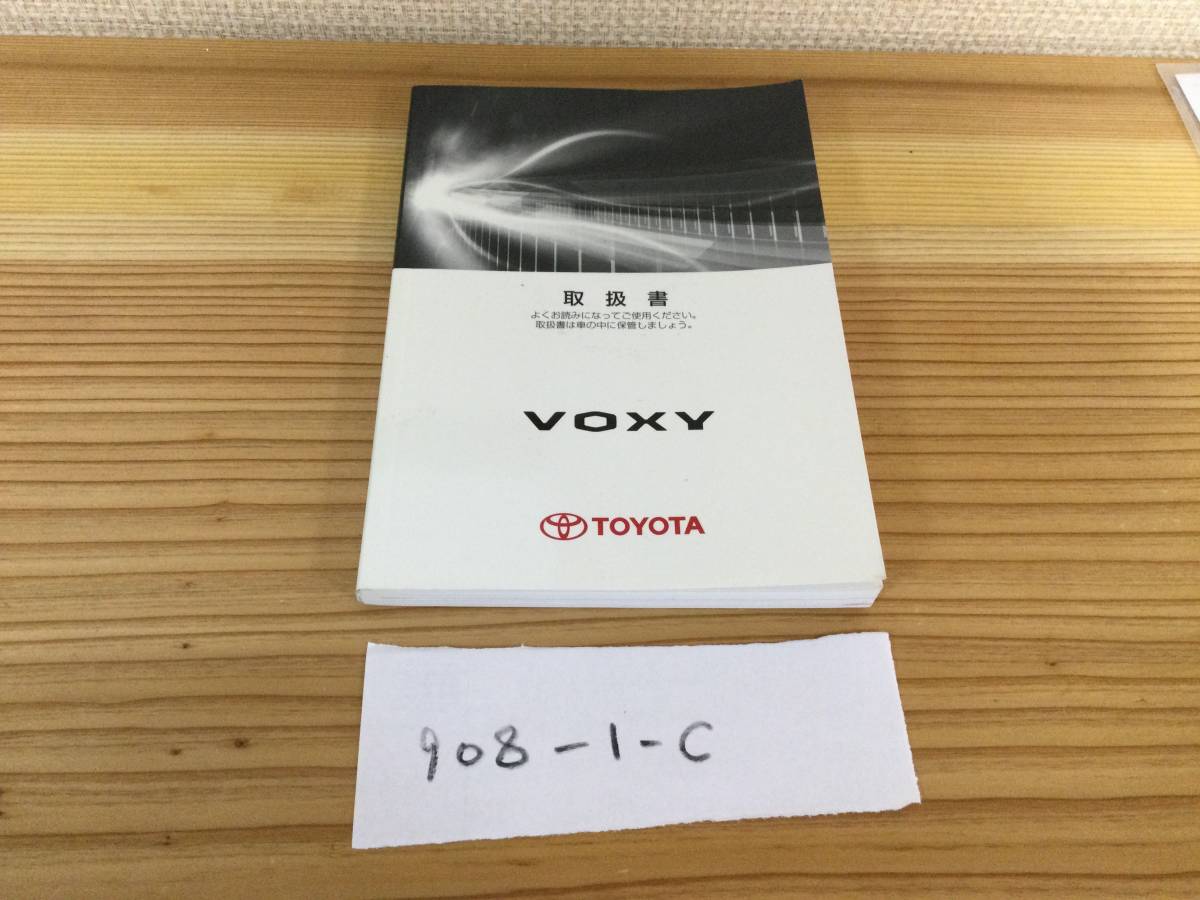 取扱書
よくお読みになってご使用ください。
取扱書は車の中に保管しましょう。
VOXY
TOYOTA
908-1-C